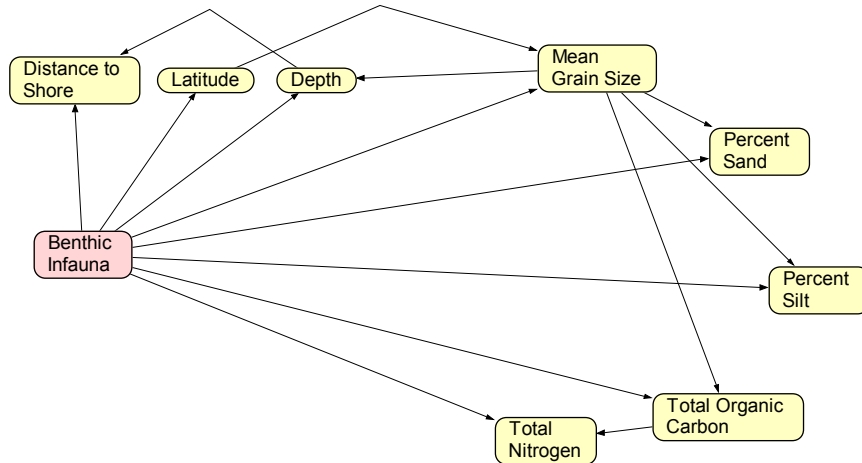 Distance to
Shore
Latitude
Depth
Mean
Grain Size
Percent
Sand
Benthic
Infauna
Percent
Silt
Total Organic
Carbon
Total
Nitrogen